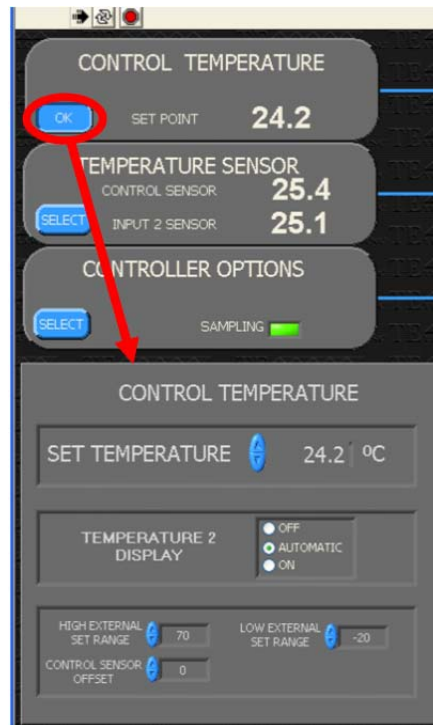 CONTROL TEMPERATURE
OK SET POINT 24.2
TEMPERATURE SENSOR
CONTROL SENSOR 25.4
SELECT INPUT 2 SENSOR 25.1
CONTROLLER OPTIONS
SELECT SAMPLING
CONTROL TEMPERATURE
SET TEMPERATURE 24.2 ºC
TEMPERATURE 2
DISPLAY
OFF
AUTOMATIC
ON
HIGH EXTERNAL
SET RANGE 70
LOW EXTERNAL
SET RANGE -20
CONTROL SENSOR
OFFSET 0